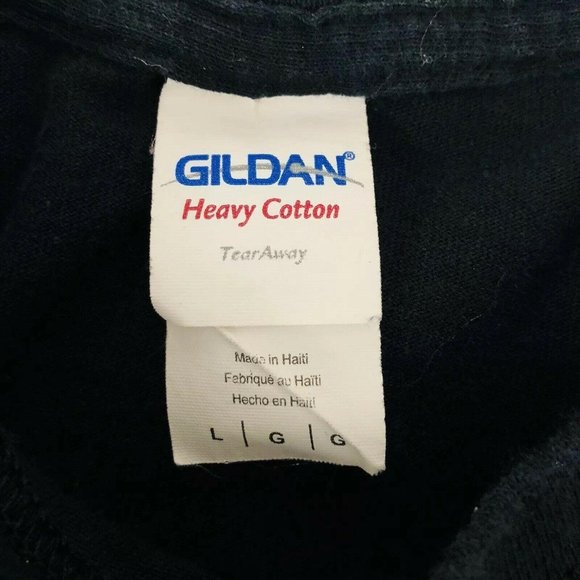 GILDAN®
Heavy Cotton
TearAway
Made in Haiti
Fabriqué au Haïti
Hecho en Haití
L | G | G